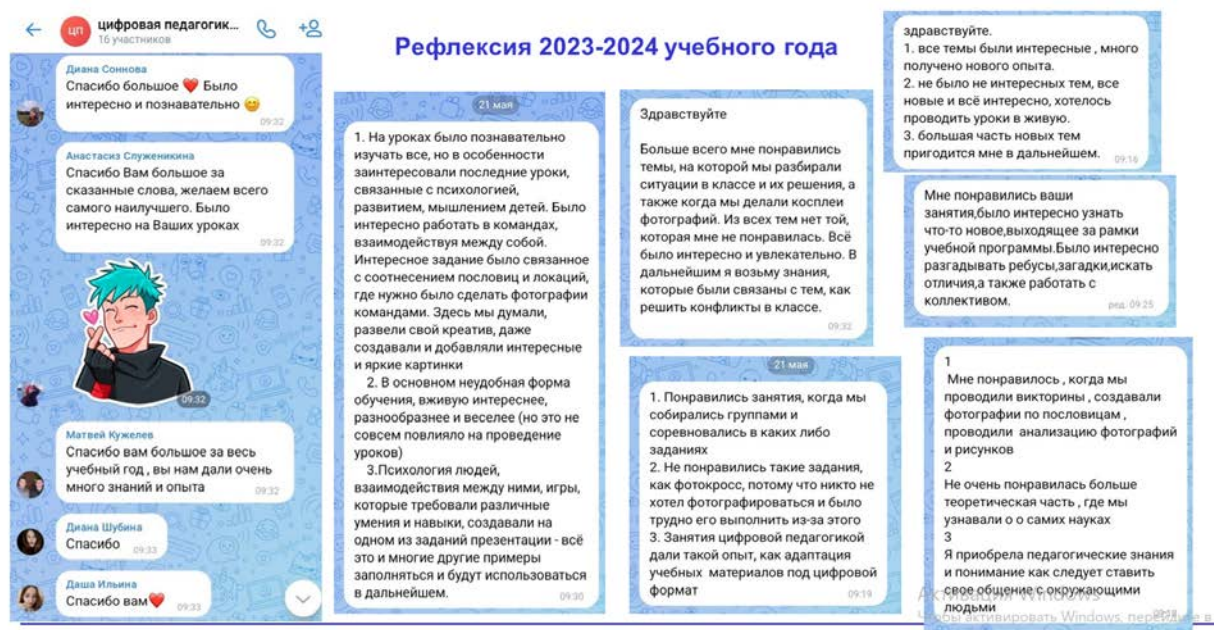 цифровая педагогик...
ЦП
16 участников
Диана Соннова
Спасибо большое ❤️ Было
интересно и познавательно 😊
09:32
Анастасиз Служеникина
Спасибо Вам большое за
сказанные слова, желаем всего
самого наилучшего. Было
интересно на Ваших уроках
09:32
09:32
Матвей Кужелев
Спасибо вам большое за весь
учебный год , вы нам дали очень
много знаний и опыта
09:32
Диана Шубина
Спасибо
09:33
Даша Ильина
Спасибо вам❤️
09:33
Рефлексия 2023-2024 учебного года
21 мая
1. На уроках было познавательно
изучать все, но в особенности
заинтересовали последние уроки,
связанные с психологией,
развитием, мышлением детей. Было
интересно работать в командах,
взаимодействуя между собой.
Интересное задание было связанное
с соотнесением пословиц и локаций,
где нужно было сделать фотографии
командами. Здесь мы думали,
развели свой креатив, даже
создавали и добавляли интересные
и яркие картинки
2. В основном неудобная форма
обучения, вживую интереснее,
разнообразнее и веселее (но это не
совсем повлияло на проведение
уроков)
3.Психология людей,
взаимодействия между ними, игры,
которые требовали различные
умения и навыки, создавали на
одном из заданий презентации - всё
это и многие другие примеры
заполняться и будут использоваться
в дальнейшем.
09:30
Здравствуйте
Больше всего мне понравились
темы, на которой мы разбирали
ситуации в классе и их решения, а
также когда мы делали косплеи
фотографий. Из всех тем нет той,
которая мне не понравилась. Всё
было интересно и увлекательно. В
дальнейшим я возьму знания,
которые были связаны с тем, как
решить конфликты в классе.
09:32
21 мая
1. Понравились занятия, когда мы
собирались группами и
соревновались в каких либо
заданиях
2. Не понравились такие задания,
как фотокросс, потому что никто не
хотел фотографироваться и было
трудно его выполнить из-за этого
3. Занятия цифровой педагогикой
дали такой опыт, как адаптация
учебных материалов под цифровой
формат
09:19
здравствуйте.
1. все темы были интересные , много
получено нового опыта.
2. не было не интересных тем, все
новые и всё интересно, хотелось
проводить уроки в живую.
3. большая часть новых тем
пригодится мне в дальнейшем.
09:16
Мне понравились ваши
занятия,было интересно узнать
что-то новое,выходящее за рамки
учебной программы.Было интересно
разгадывать ребусы,загадки,искать
отличия,а также работать с
коллективом.
ред. 09:25
1
Мне понравилось , когда мы
проводили викторины , создавали
фотографии по пословицам ,
проводили анализацию фотографий
и рисунков
2
Не очень понравилась больше
теоретическая часть , где мы
узнавали о о самих науках
3
Я приобрела педагогические знания
и понимание как следует ставить
свое общение с окружающими
людьми
Активация Windows
Чтобы активировать Windows, перейдите в